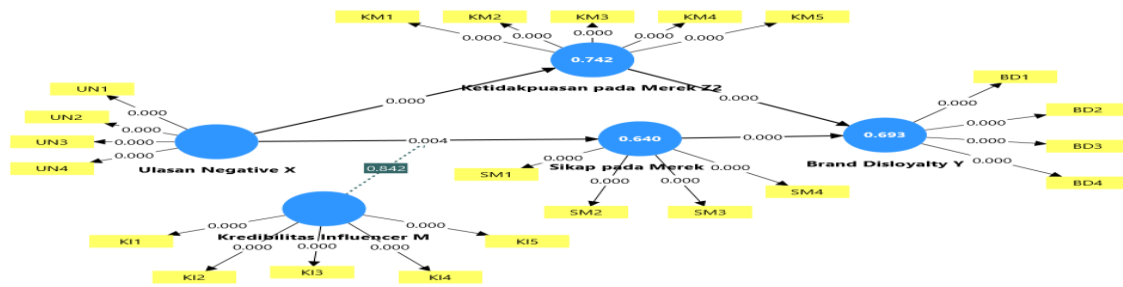 KM1
KM2
KM3
KM4
KM5
0.000
0.000
0.000
0.000
0.000
0.742
Ketidakpuasan pada Merek Z2
UN1
UN2
UN3
UN4
0.000
0.000
0.000
0.000
Ulasan Negative X
0.000
0.004
0.842
0.000
0.000
0.640
Sikap pada Merek
SM1
SM2
SM3
SM4
0.000
0.000
0.000
0.000
0.693
Brand Disloyalty Y
BD1
BD2
BD3
BD4
0.000
0.000
0.000
0.000
Kredibilitas Influencer M
KI1
KI2
KI3
KI4
KI5
0.000
0.000
0.000
0.000
0.000